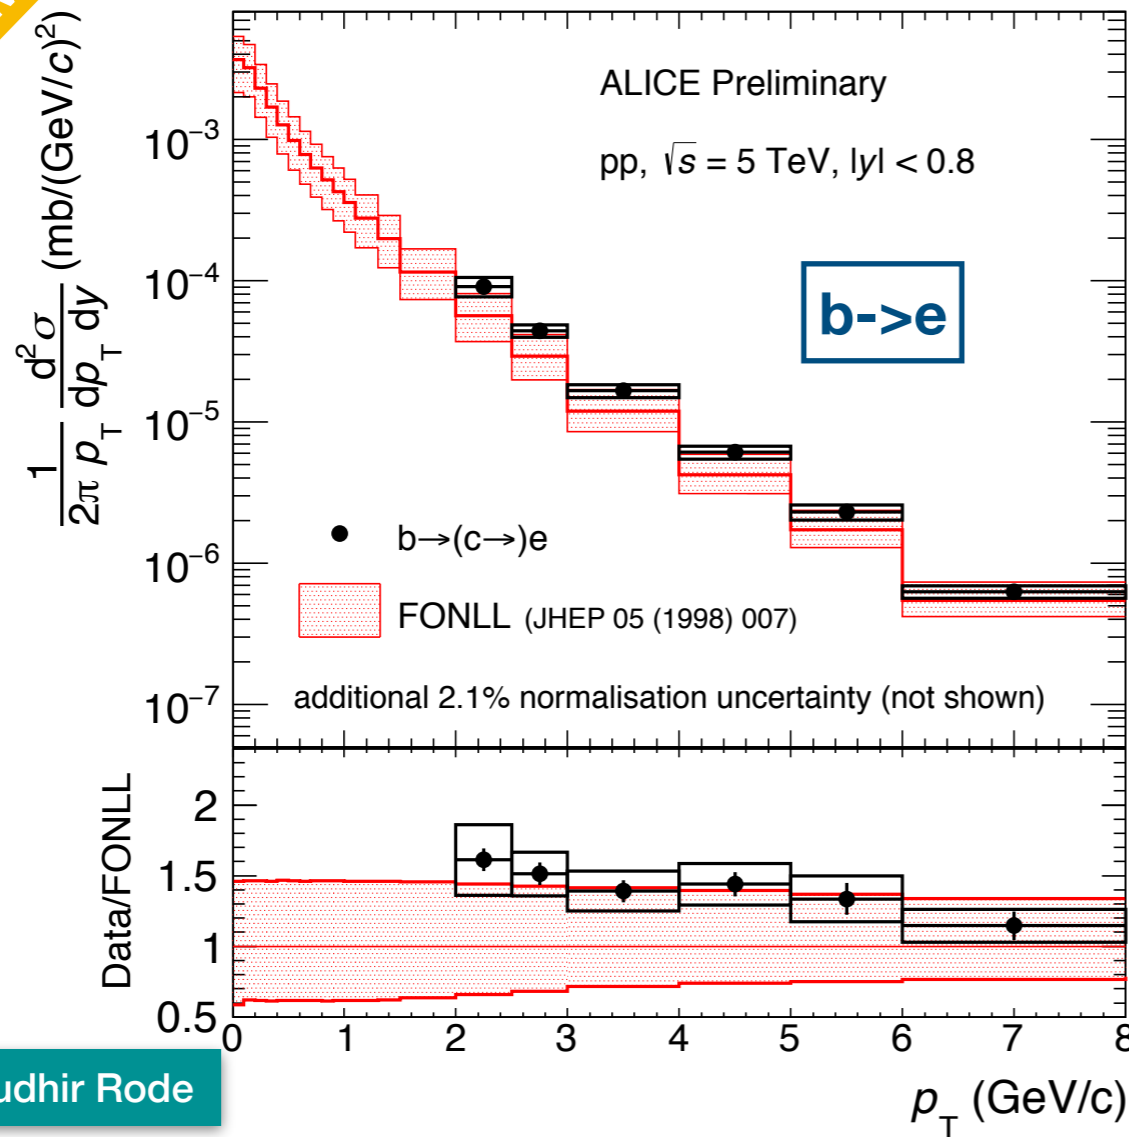 ALICE Preliminary
pp, √s = 5 TeV, |y| < 0.8
b->e
1/(2π p_T) d²σ/(dp_T dy) (mb/(GeV/c)²)
10⁻³
10⁻⁴
10⁻⁵
10⁻⁶
10⁻⁷
b→(c→)e
FONLL (JHEP 05 (1998) 007)
additional 2.1% normalisation uncertainty (not shown)
Data/FONLL
2
1.5
1
0.5
0 1 2 3 4 5 6 7 8
p_T (GeV/c)
udhir Rode